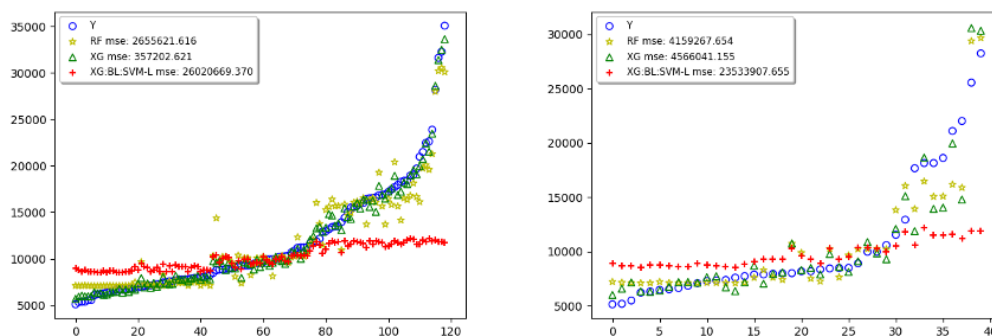 Y
RF mse: 2655621.616
XG mse: 357202.621
XG:BL:SVM-L mse: 26020669.370
35000
30000
25000
20000
15000
10000
5000
0 20 40 60 80 100 120
Y
RF mse: 4159267.654
XG mse: 4566041.155
XG:BL:SVM-L mse: 23533907.655
30000
25000
20000
15000
10000
5000
0 5 10 15 20 25 30 35 40